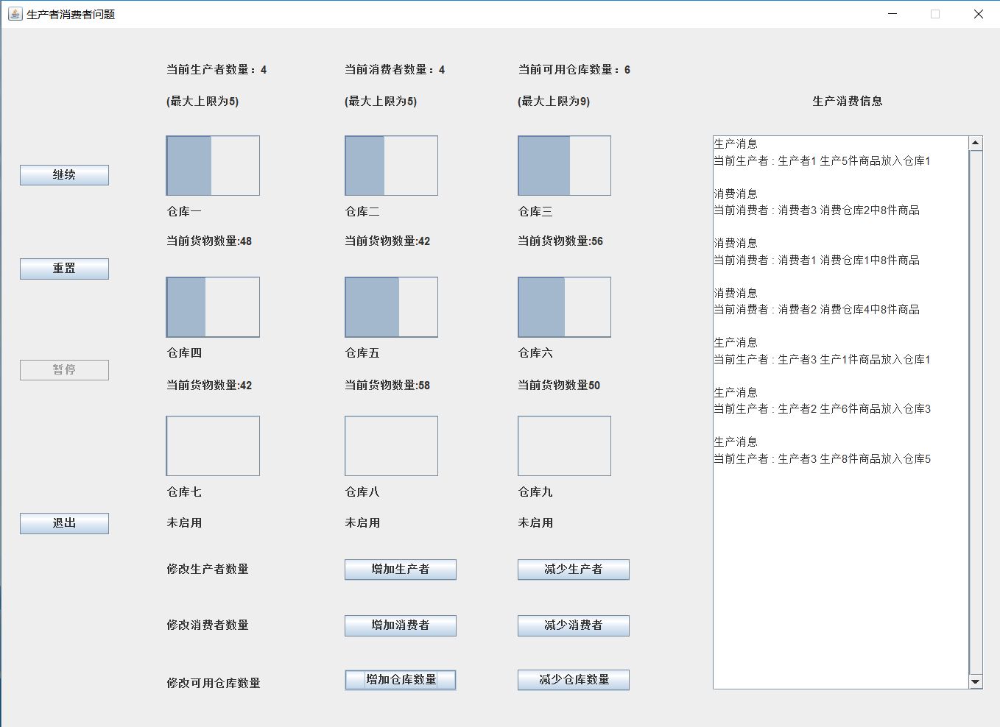 生产者消费者问题
当前生产者数量：4
当前消费者数量：4
当前可用仓库数量：6
(最大上限为5)
(最大上限为5)
(最大上限为9)
生产消费信息
继续
重置
暂停
退出
仓库一
仓库二
仓库三
当前货物数量:48
当前货物数量:42
当前货物数量:56
仓库四
仓库五
仓库六
当前货物数量:42
当前货物数量:58
当前货物数量50
仓库七
仓库八
仓库九
未启用
未启用
未启用
修改生产者数量
增加生产者
减少生产者
修改消费者数量
增加消费者
减少消费者
修改可用仓库数量
增加仓库数量
减少仓库数量
生产消息
当前生产者 : 生产者1 生产5件商品放入仓库1
消费消息
当前消费者 : 消费者3 消费仓库2中8件商品
消费消息
当前消费者 : 消费者1 消费仓库1中8件商品
消费消息
当前消费者 : 消费者2 消费仓库4中8件商品
生产消息
当前生产者 : 生产者3 生产1件商品放入仓库1
生产消息
当前生产者 : 生产者2 生产6件商品放入仓库3
生产消息
当前生产者 : 生产者3 生产8件商品放入仓库5